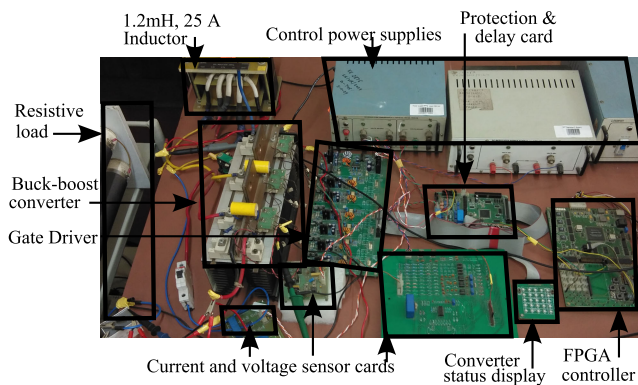 1.2mH, 25 A
Inductor
Control power supplies
Protection &
delay card
Resistive
load
Buck-boost
converter
Gate Driver
Current and voltage sensor cards
Converter
status display
FPGA
controller